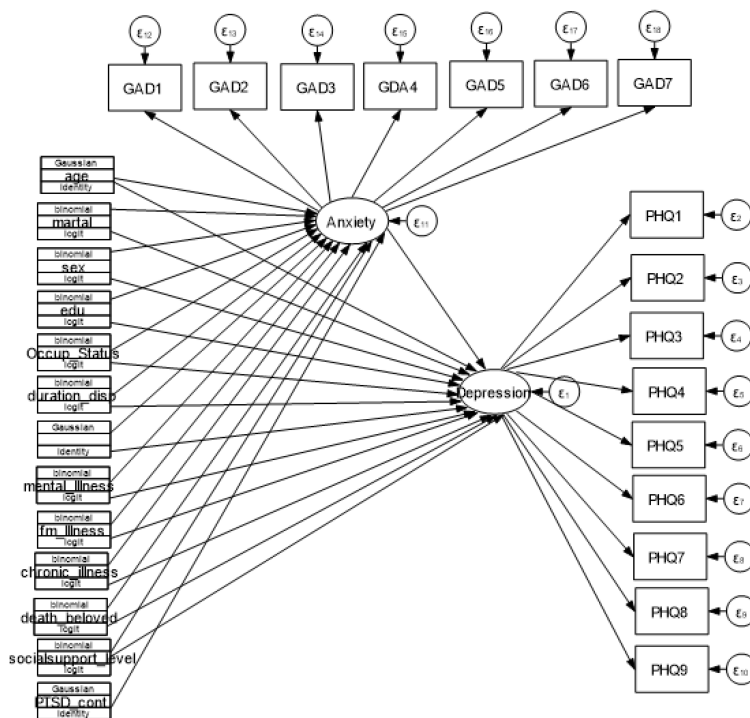 ε12 ε13 ε14 ε15 ε16 ε17 ε18
GAD1 GAD2 GAD3 GDA4 GAD5 GAD6 GAD7
Gaussian
age
identity
binomial
martal
logit
binomial
sex
logit
binomial
edu
logit
binomial
Occup_Status
logit
binomial
duration_disp
logit
Gaussian
identity
binomial
mental_illness
logit
binomial
fm_illness
logit
binomial
chronic_illness
logit
binomial
death_beloved
logit
binomial
socialsupport_level
logit
Gaussian
PTSD_cont
identity
Anxiety
ε11
Depression
ε1
PHQ1 ε2
PHQ2 ε3
PHQ3 ε4
PHQ4 ε5
PHQ5 ε6
PHQ6 ε7
PHQ7 ε8
PHQ8 ε9
PHQ9 ε10